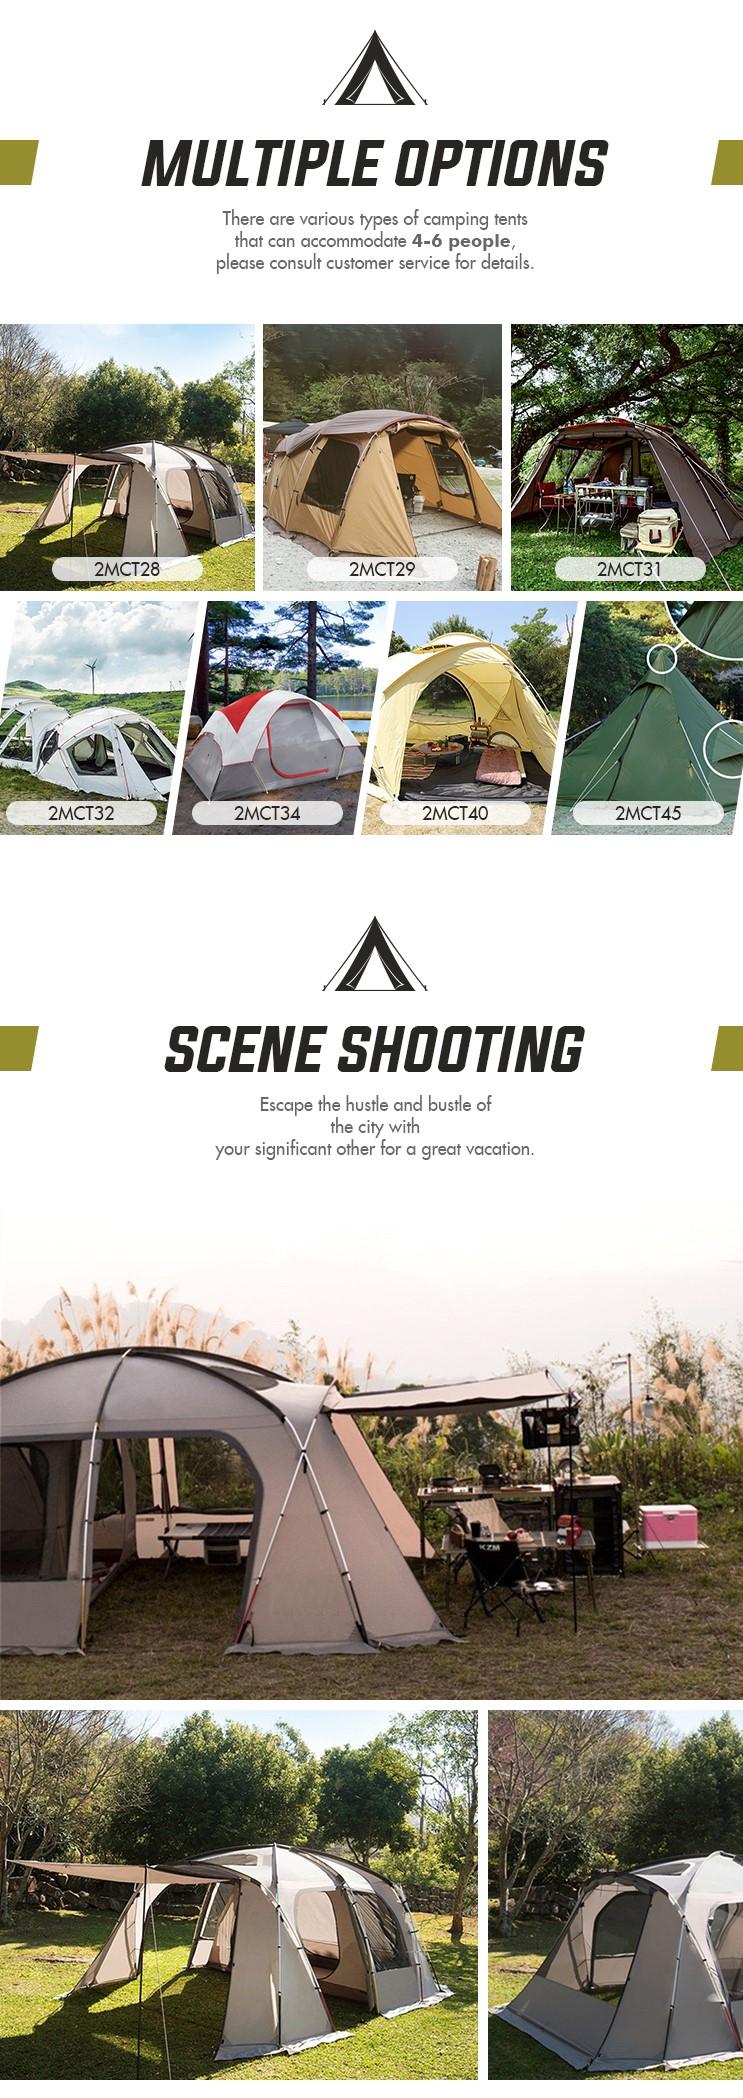 MULTIPLE OPTIONS
There are various types of camping tents
that can accommodate 4-6 people,
please consult customer service for details.
2MCT28
2MCT29
2MCT31
2MCT32
2MCT34
2MCT40
2MCT45
SCENE SHOOTING
Escape the hustle and bustle of
the city with
your significant other for a great vacation.
KZM